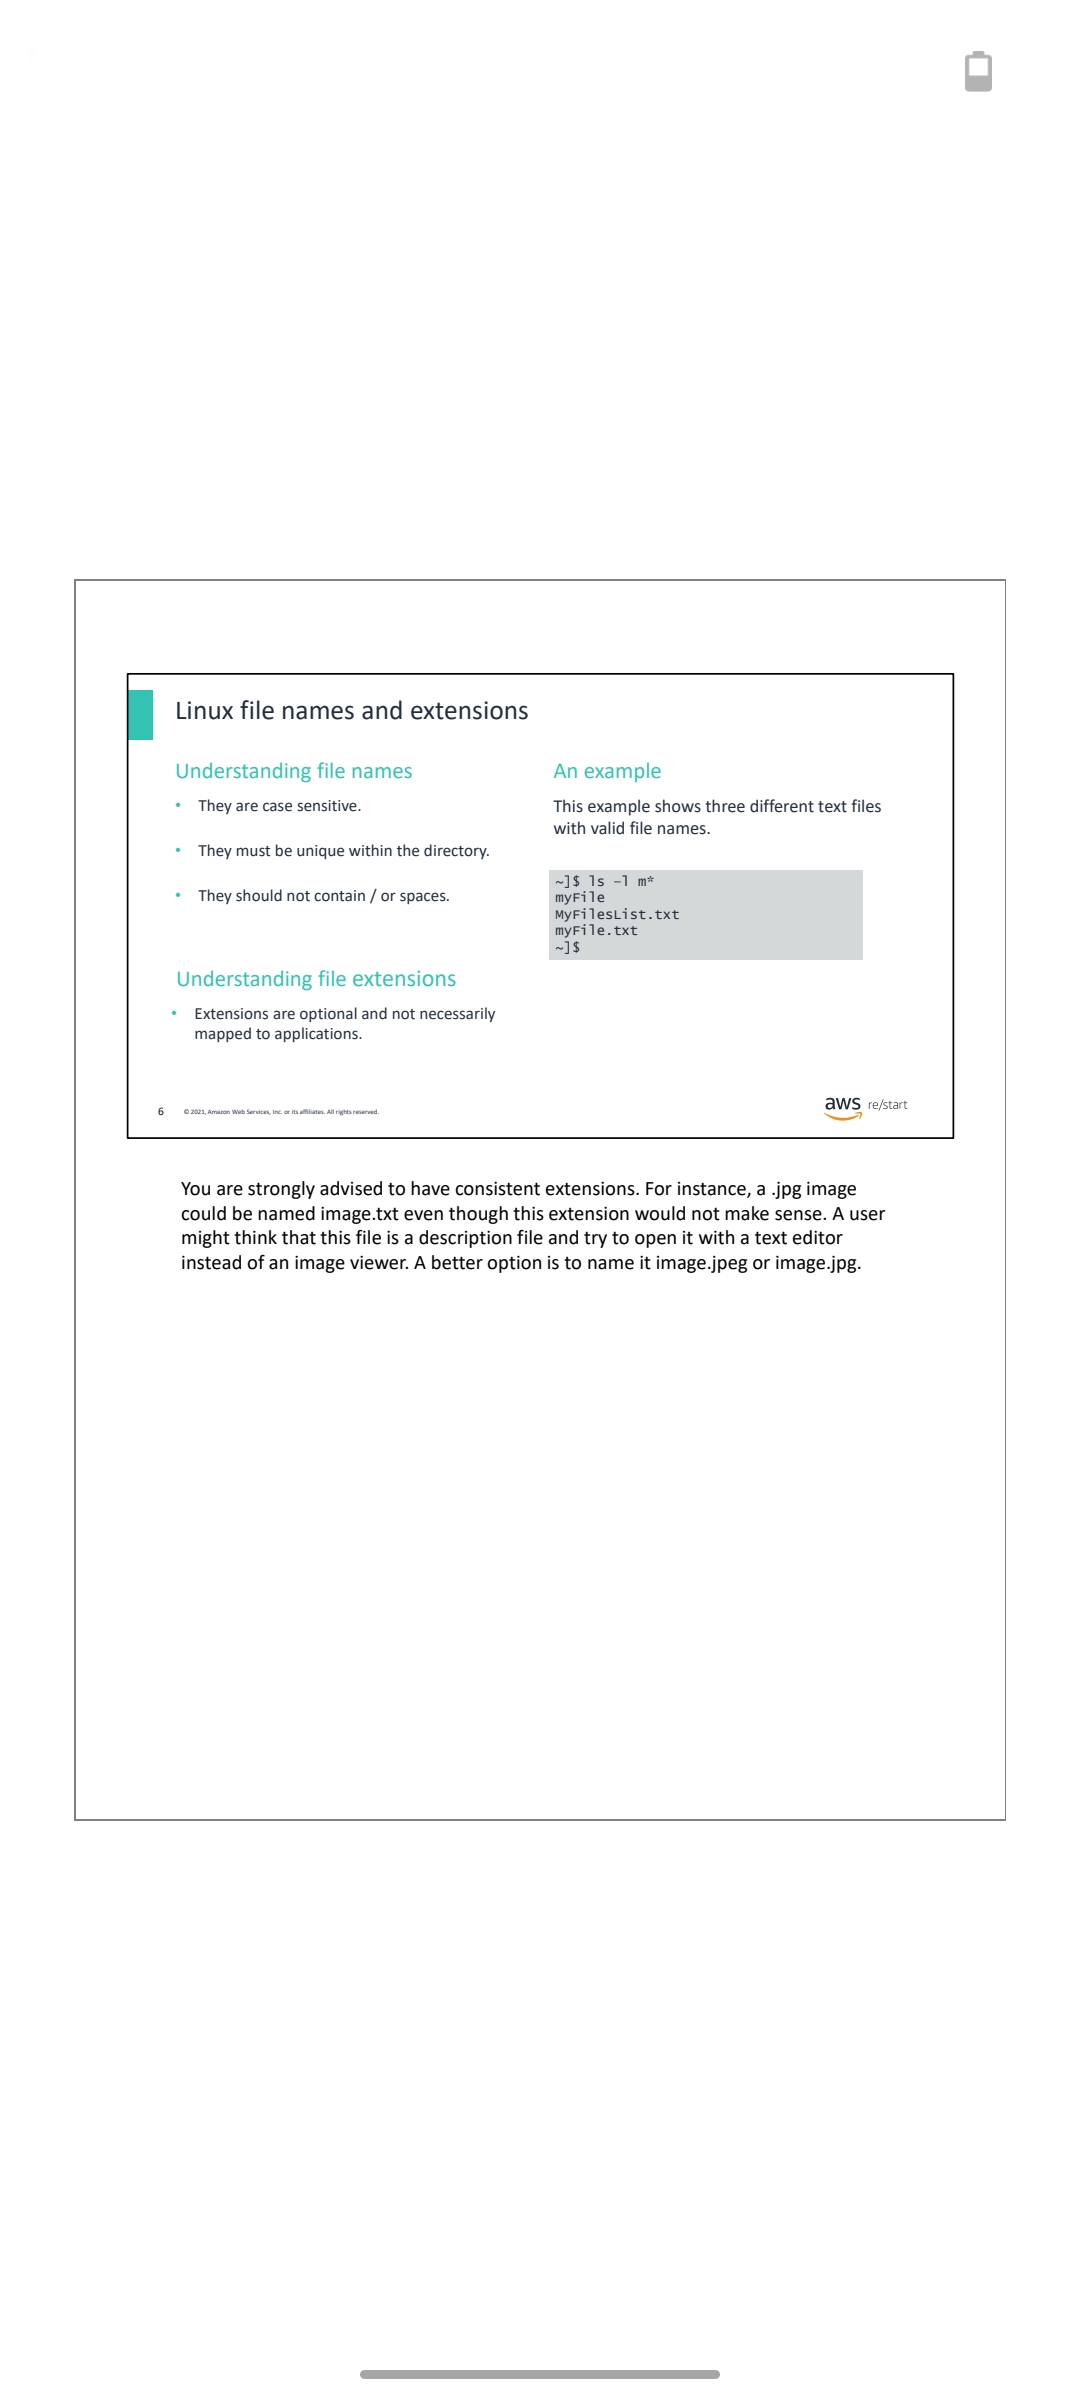 Linux file names and extensions
Understanding file names
• They are case sensitive.
• They must be unique within the directory.
• They should not contain / or spaces.
Understanding file extensions
• Extensions are optional and not necessarily
mapped to applications.
An example
This example shows three different text files
with valid file names.
~]$ ls -l m*
myFile
MyFilesList.txt
myFile.txt
~]$
6
© 2021, Amazon Web Services, Inc. or its affiliates. All rights reserved.
aws re/start
You are strongly advised to have consistent extensions. For instance, a .jpg image
could be named image.txt even though this extension would not make sense. A user
might think that this file is a description file and try to open it with a text editor
instead of an image viewer. A better option is to name it image.jpeg or image.jpg.